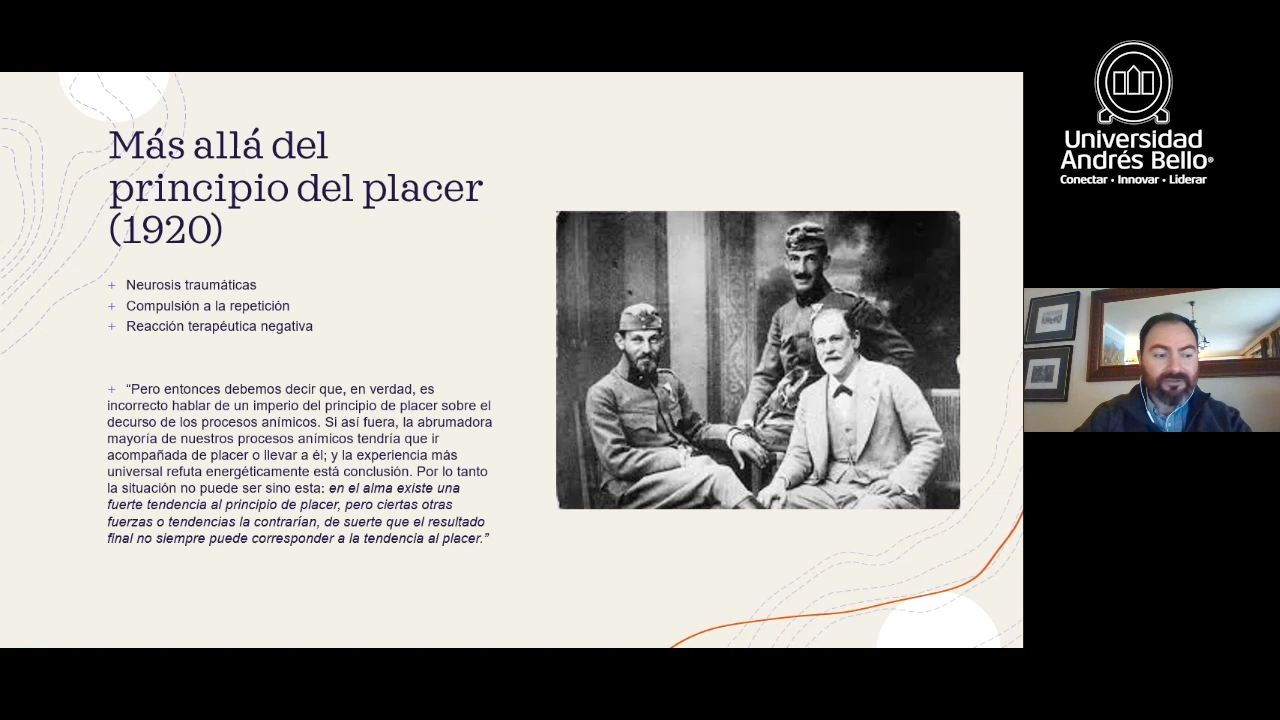 Más allá del
principio del placer
(1920)
+ Neurosis traumáticas
+ Compulsión a la repetición
+ Reacción terapéutica negativa
+ “Pero entonces debemos decir que, en verdad, es
incorrecto hablar de un imperio del principio de placer sobre el
decurso de los procesos anímicos. Si así fuera, la abrumadora
mayoría de nuestros procesos anímicos tendría que ir
acompañada de placer o llevar a él; y la experiencia más
universal refuta energéticamente está conclusión. Por lo tanto
la situación no puede ser sino esta: en el alma existe una
fuerte tendencia al principio de placer, pero ciertas otras
fuerzas o tendencias la contrarían, de suerte que el resultado
final no siempre puede corresponder a la tendencia al placer.”
Universidad
Andrés Bello®
Conectar • Innovar • Liderar